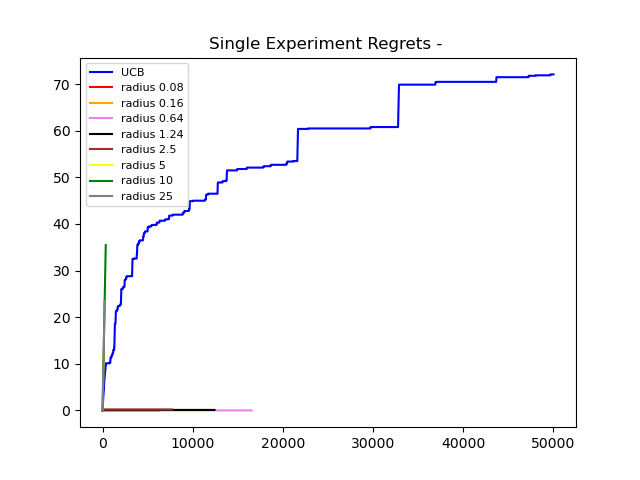 Single Experiment Regrets -
UCB
radius 0.08
radius 0.16
radius 0.64
radius 1.24
radius 2.5
radius 5
radius 10
radius 25
70
60
50
40
30
20
10
0
0 10000 20000 30000 40000 50000